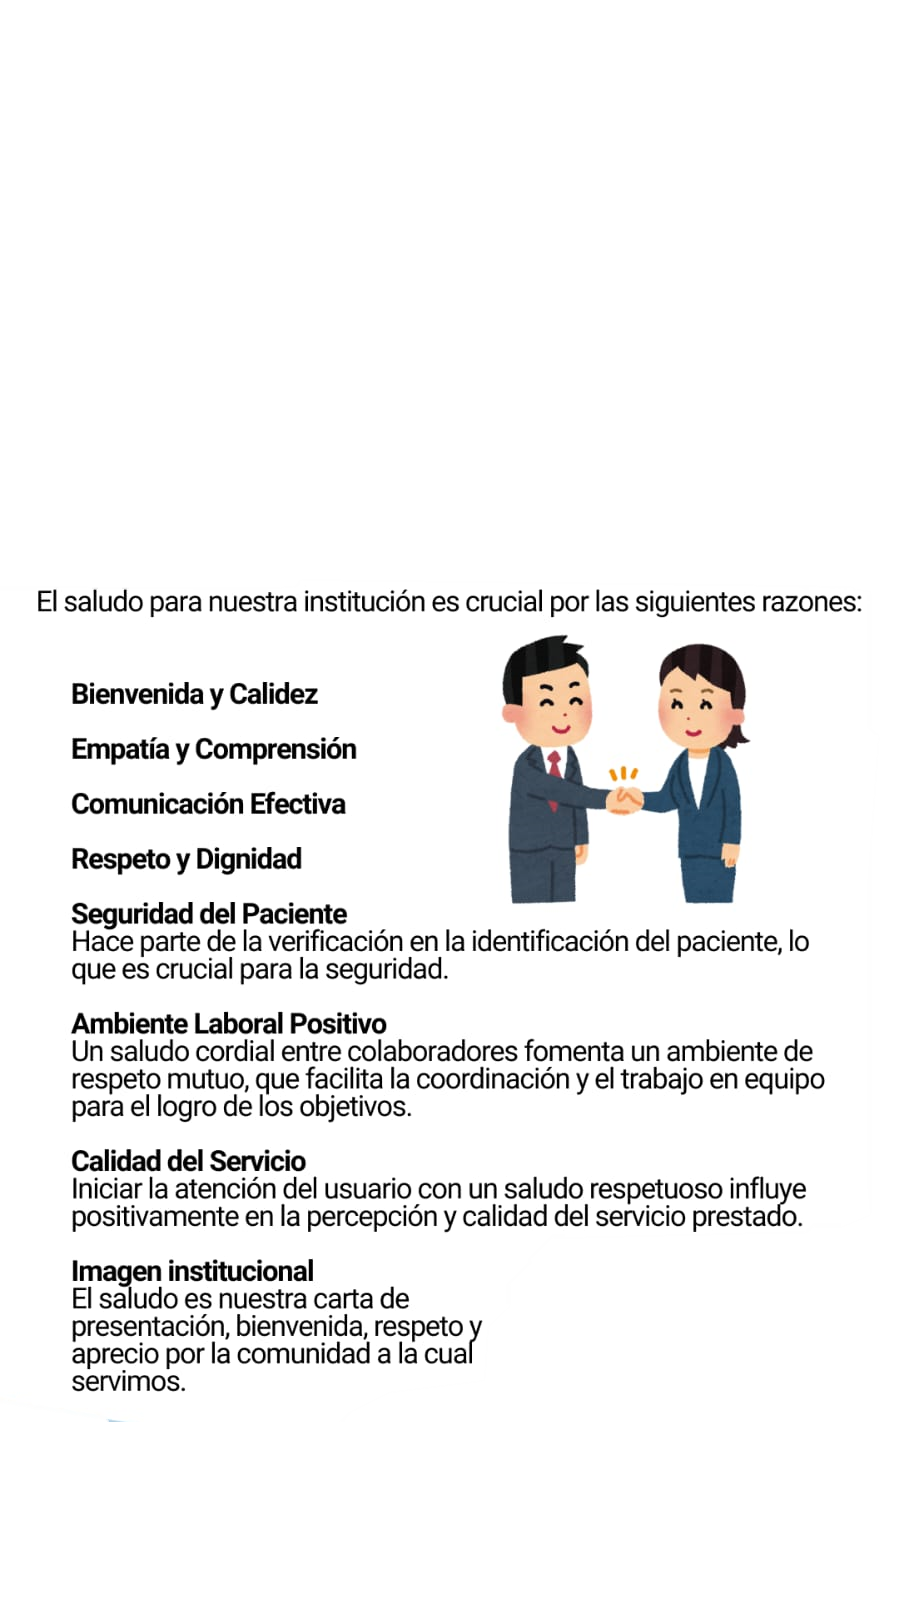 El saludo para nuestra institución es crucial por las siguientes razones:
Bienvenida y Calidez
Empatía y Comprensión
Comunicación Efectiva
Respeto y Dignidad
Seguridad del Paciente
Hace parte de la verificación en la identificación del paciente, lo
que es crucial para la seguridad.
Ambiente Laboral Positivo
Un saludo cordial entre colaboradores fomenta un ambiente de
respeto mutuo, que facilita la coordinación y el trabajo en equipo
para el logro de los objetivos.
Calidad del Servicio
Iniciar la atención del usuario con un saludo respetuoso influye
positivamente en la percepción y calidad del servicio prestado.
Imagen institucional
El saludo es nuestra carta de
presentación, bienvenida, respeto y
aprecio por la comunidad a la cual
servimos.